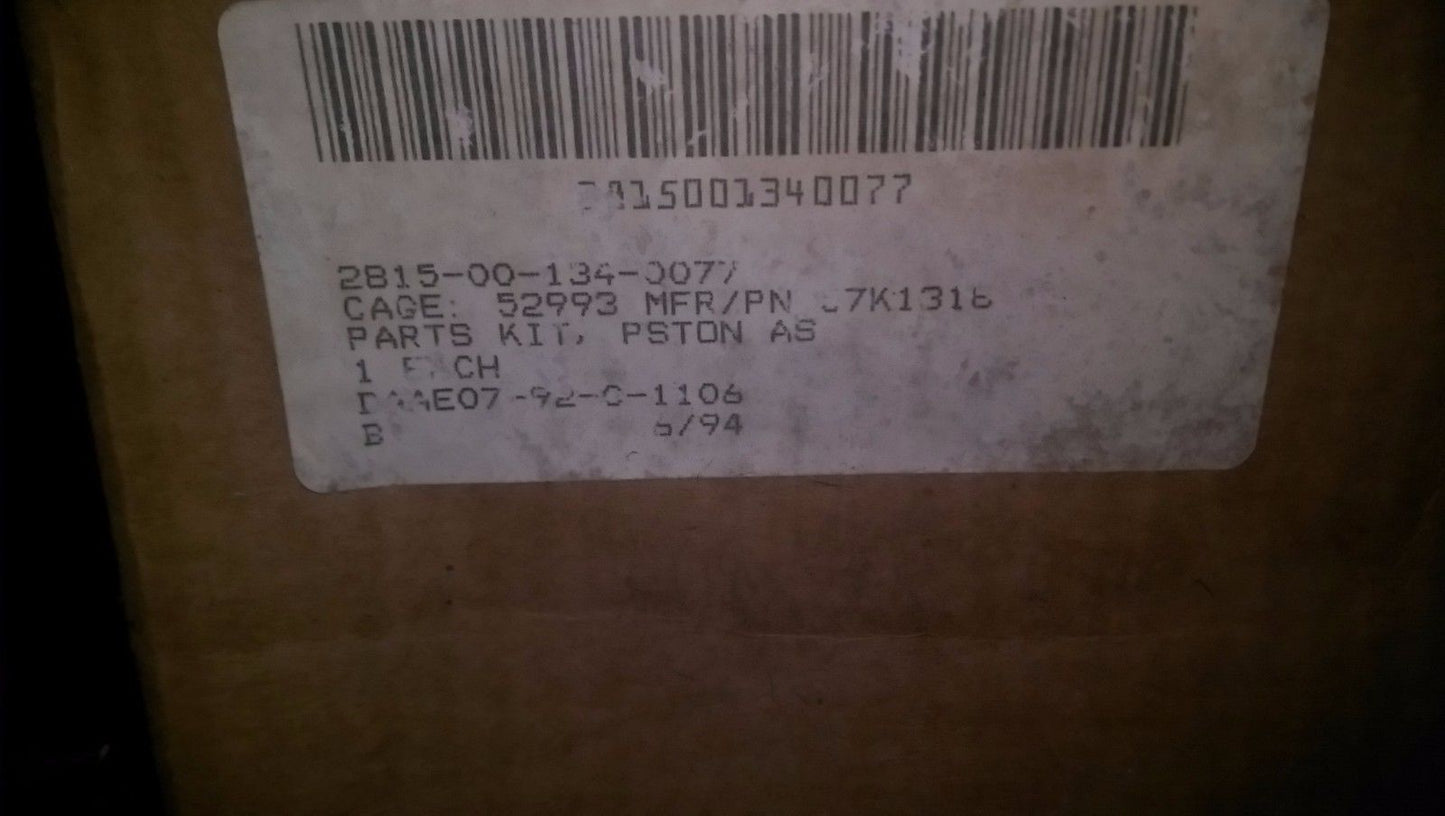 2815001340077
2815-00-134-0077
CAGE: 52993 MFR/PN
PARTS KIT, PSTON AS
1 EACH
DAAE07-92-C-1106
B 6/94